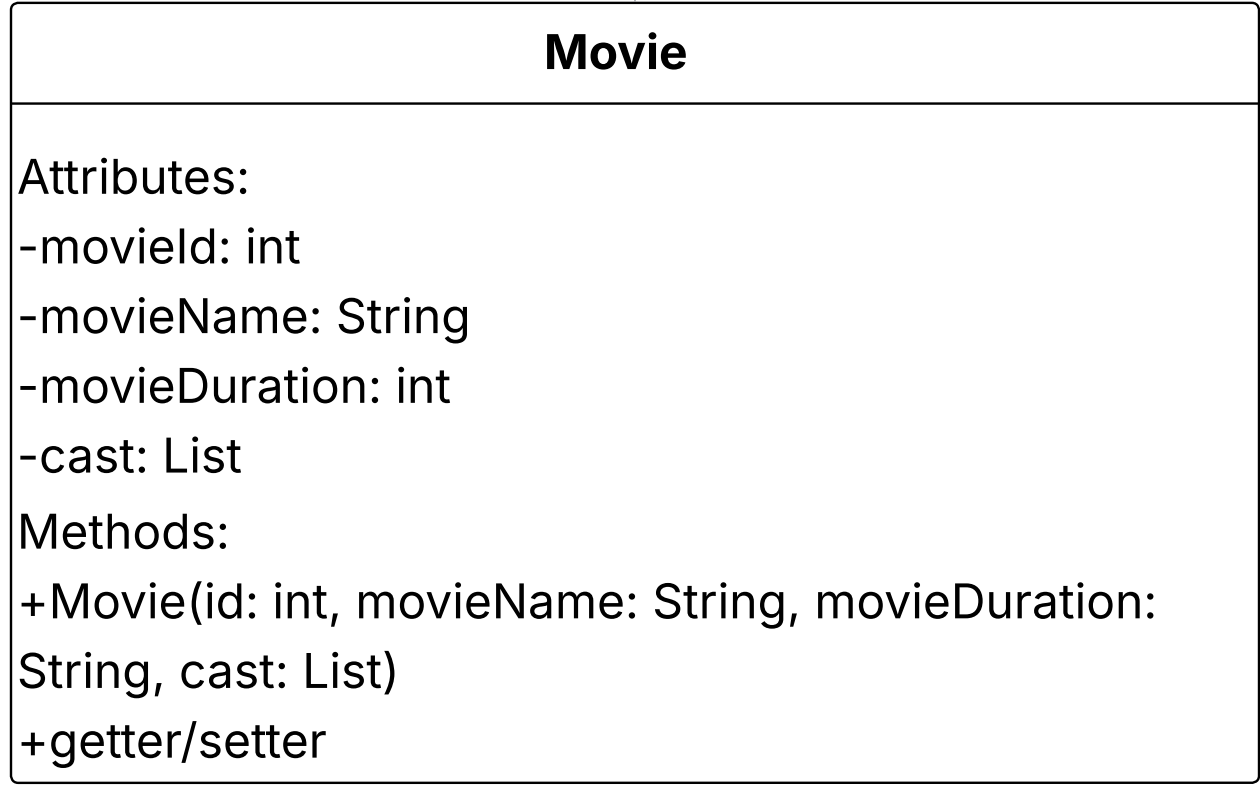 Movie
Attributes:
-movieId: int
-movieName: String
-movieDuration: int
-cast: List
Methods:
+Movie(id: int, movieName: String, movieDuration:
String, cast: List)
+getter/setter